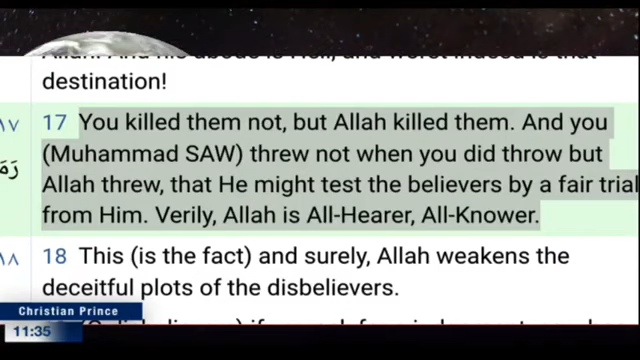 destination!
١٧
17 You killed them not, but Allah killed them. And you
(Muhammad SAW) threw not when you did throw but
Allah threw, that He might test the believers by a fair trial
from Him. Verily, Allah is All-Hearer, All-Knower.
١٨
18 This (is the fact) and surely, Allah weakens the
deceitful plots of the disbelievers.
Christian Prince
11:35